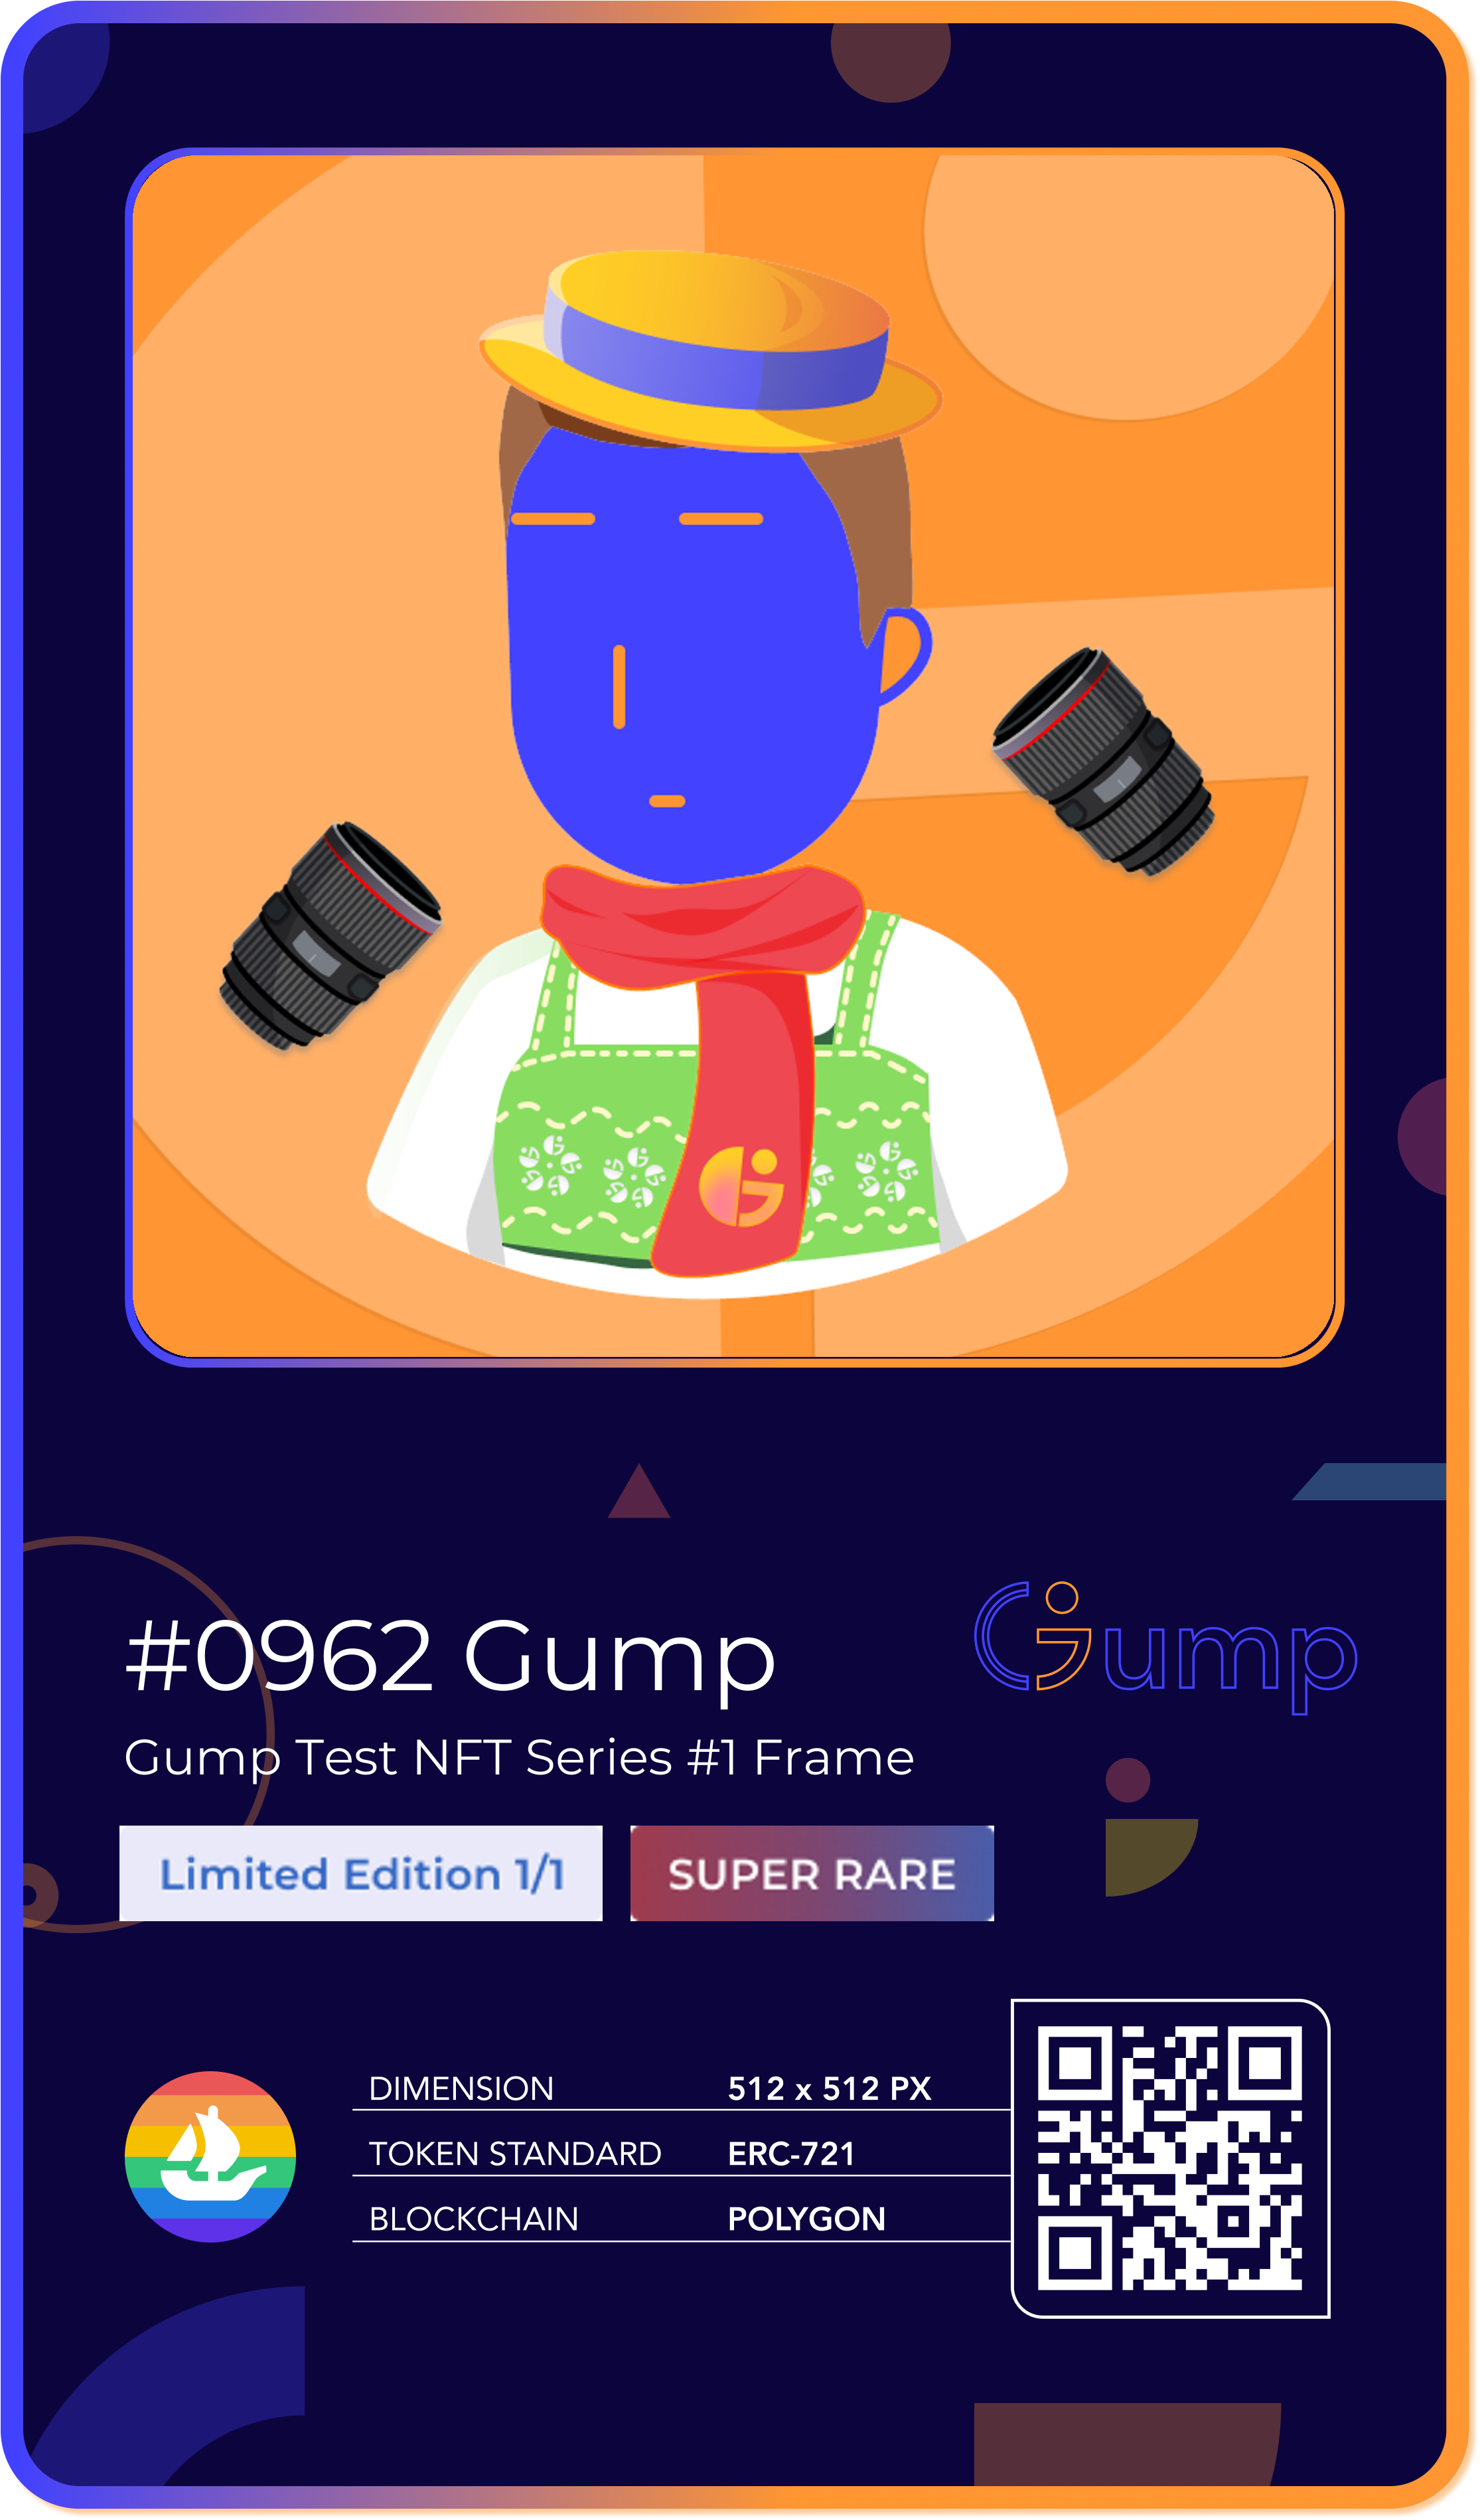 #0962 Gump
Gump
Gump Test NFT Series #1 Frame
Limited Edition 1/1
SUPER RARE
DIMENSION 512 x 512 PX
TOKEN STANDARD ERC-721
BLOCKCHAIN POLYGON